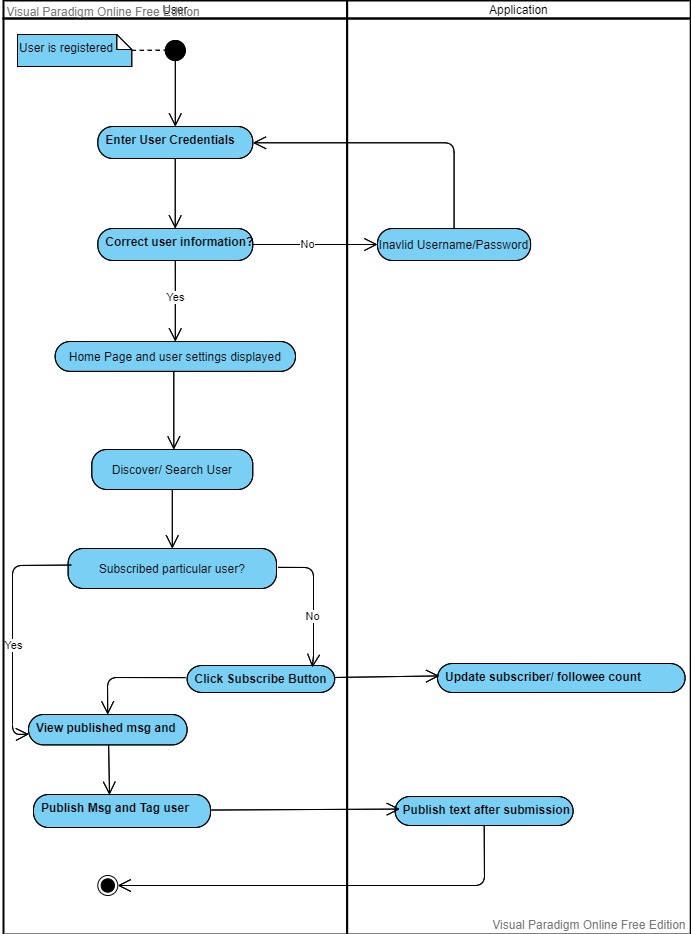 Visual Paradigm Online Free Edition
User
Application
User is registered
Enter User Credentials
Correct user information?
No
Inavlid Username/Password
Yes
Home Page and user settings displayed
Discover/ Search User
Subscribed particular user?
No
Yes
Click Subscribe Button
Update subscriber/ followee count
View published msg and
Publish Msg and Tag user
Publish text after submission
Visual Paradigm Online Free Edition